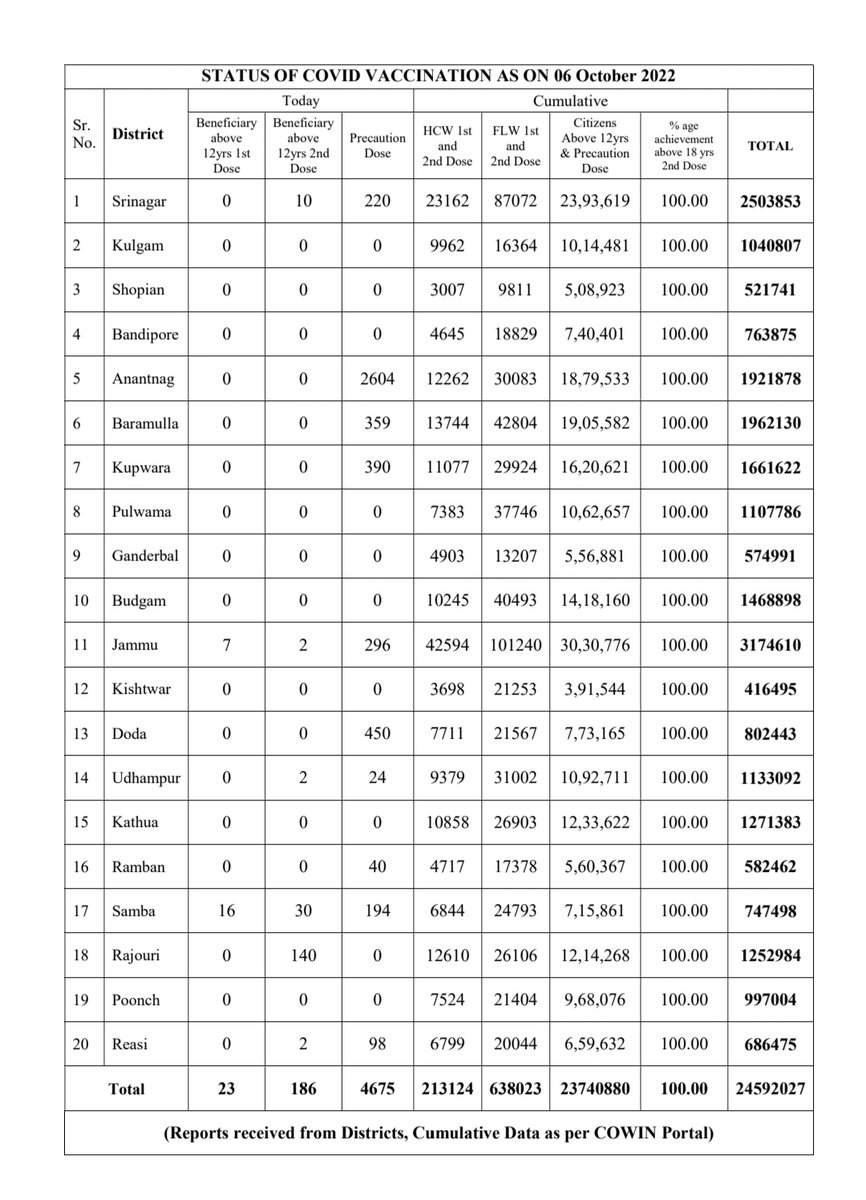 STATUS OF COVID VACCINATION AS ON 06 October 2022
Sr. No. District Today Cumulative
Beneficiary above 12yrs 1st Dose Beneficiary above 12yrs 2nd Dose Precaution Dose HCW 1st and 2nd Dose FLW 1st and 2nd Dose Citizens Above 12yrs & Precaution Dose % age achievement above 18 yrs 2nd Dose TOTAL
1 Srinagar 0 10 220 23162 87072 23,93,619 100.00 2503853
2 Kulgam 0 0 0 9962 16364 10,14,481 100.00 1040807
3 Shopian 0 0 0 3007 9811 5,08,923 100.00 521741
4 Bandipore 0 0 0 4645 18829 7,40,401 100.00 763875
5 Anantnag 0 0 2604 12262 30083 18,79,533 100.00 1921878
6 Baramulla 0 0 359 13744 42804 19,05,582 100.00 1962130
7 Kupwara 0 0 390 11077 29924 16,20,621 100.00 1661622
8 Pulwama 0 0 0 7383 37746 10,62,657 100.00 1107786
9 Ganderbal 0 0 0 4903 13207 5,56,881 100.00 574991
10 Budgam 0 0 0 10245 40493 14,18,160 100.00 1468898
11 Jammu 7 2 296 42594 101240 30,30,776 100.00 3174610
12 Kishtwar 0 0 0 3698 21253 3,91,544 100.00 416495
13 Doda 0 0 450 7711 21567 7,73,165 100.00 802443
14 Udhampur 0 2 24 9379 31002 10,92,711 100.00 1133092
15 Kathua 0 0 0 10858 26903 12,33,622 100.00 1271383
16 Ramban 0 0 40 4717 17378 5,60,367 100.00 582462
17 Samba 16 30 194 6844 24793 7,15,861 100.00 747498
18 Rajouri 0 140 0 12610 26106 12,14,268 100.00 1252984
19 Poonch 0 0 0 7524 21404 9,68,076 100.00 997004
20 Reasi 0 2 98 6799 20044 6,59,632 100.00 686475
Total 23 186 4675 213124 638023 23740880 100.00 24592027
(Reports received from Districts, Cumulative Data as per COWIN Portal)